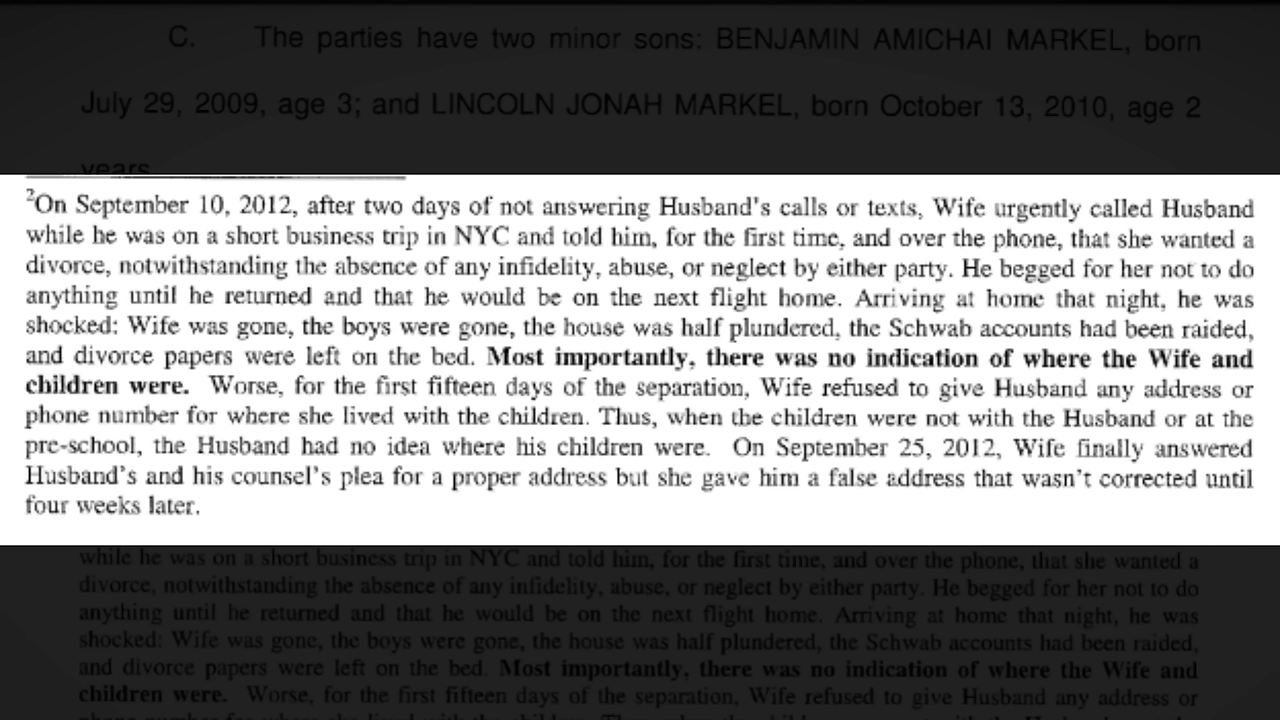 C. The parties have two minor sons: BENJAMIN AMICHAI MARKEL, born
July 29, 2009, age 3; and LINCOLN JONAH MARKEL, born October 13, 2010, age 2
years
²On September 10, 2012, after two days of not answering Husband's calls or texts, Wife urgently called Husband
while he was on a short business trip in NYC and told him, for the first time, and over the phone, that she wanted a
divorce, notwithstanding the absence of any infidelity, abuse, or neglect by either party. He begged for her not to do
anything until he returned and that he would be on the next flight home. Arriving at home that night, he was
shocked: Wife was gone, the boys were gone, the house was half plundered, the Schwab accounts had been raided,
and divorce papers were left on the bed. Most importantly, there was no indication of where the Wife and
children were. Worse, for the first fifteen days of the separation, Wife refused to give Husband any address or
phone number for where she lived with the children. Thus, when the children were not with the Husband or at the
pre-school, the Husband had no idea where his children were. On September 25, 2012, Wife finally answered
Husband's and his counsel's plea for a proper address but she gave him a false address that wasn't corrected until
four weeks later.
while he was on a short business trip in NYC and told him, for the first time, and over the phone, that she wanted a
divorce, notwithstanding the absence of any infidelity, abuse, or neglect by either party. He begged for her not to do
anything until he returned and that he would be on the next flight home. Arriving at home that night, he was
shocked: Wife was gone, the boys were gone, the house was half plundered, the Schwab accounts had been raided,
and divorce papers were left on the bed. Most importantly, there was no indication of where the Wife and
children were. Worse, for the first fifteen days of the separation, Wife refused to give Husband any address or